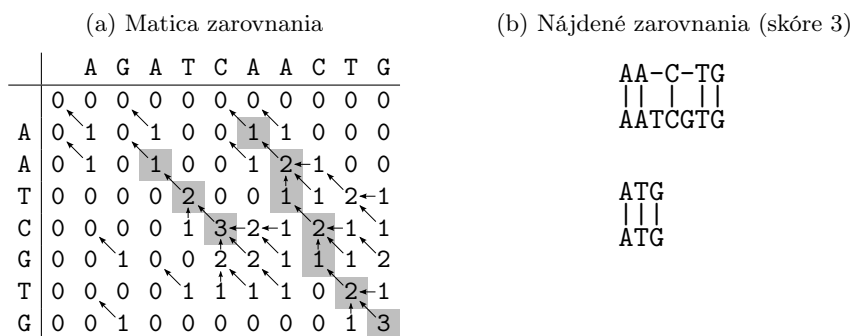 (a) Matica zarovnania
A G A T C A A C T G
0 0 0 0 0 0 0 0 0 0 0
A 0 1 0 1 0 0 1 1 0 0 0
A 0 1 0 1 0 0 1 2 1 0 0
T 0 0 0 0 2 0 0 1 1 2 1
C 0 0 0 0 1 3 2 1 2 1 1
G 0 0 1 0 0 2 2 1 1 1 2
T 0 0 0 0 1 1 1 1 0 2 1
G 0 0 1 0 0 0 0 0 0 1 3
(b) Nájdené zarovnania (skóre 3)
AA-C-TG
|| | ||
AATCGTG
ATG
|||
ATG